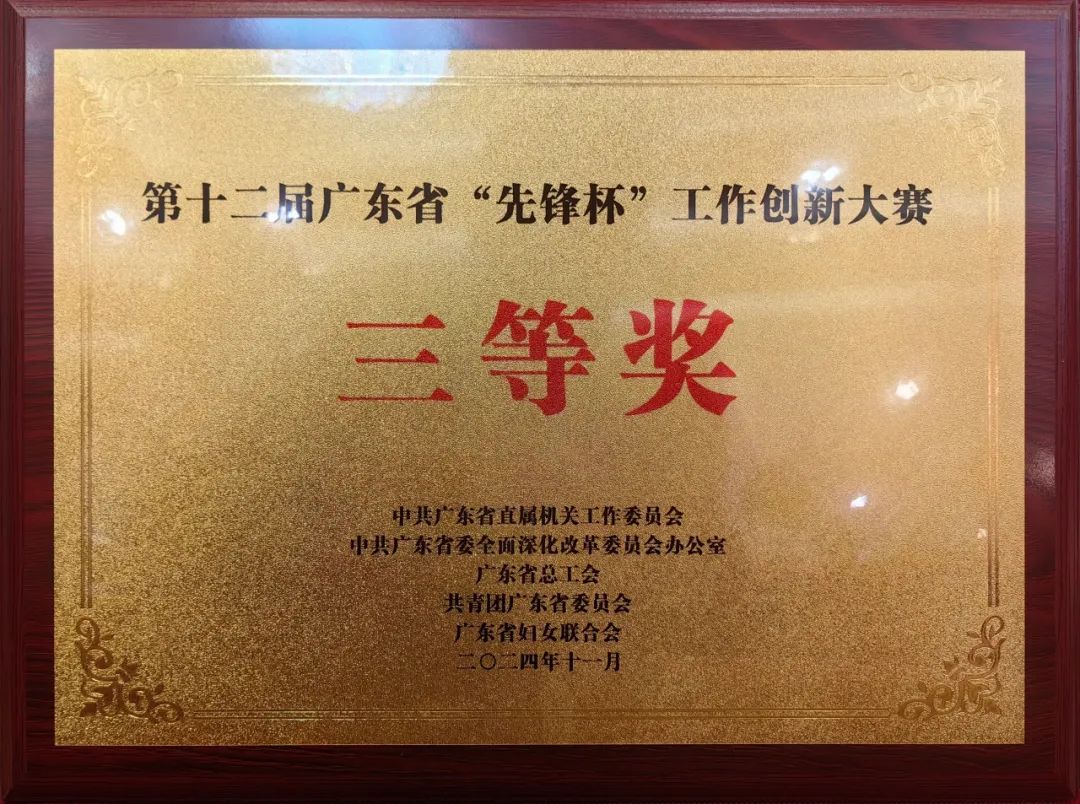 第十二届广东省“先锋杯”工作创新大赛
三等奖
中共广东省直属机关工作委员会
中共广东省委全面深化改革委员会办公室
广东省总工会
共青团广东省委员会
广东省妇女联合会
二〇二四年十一月